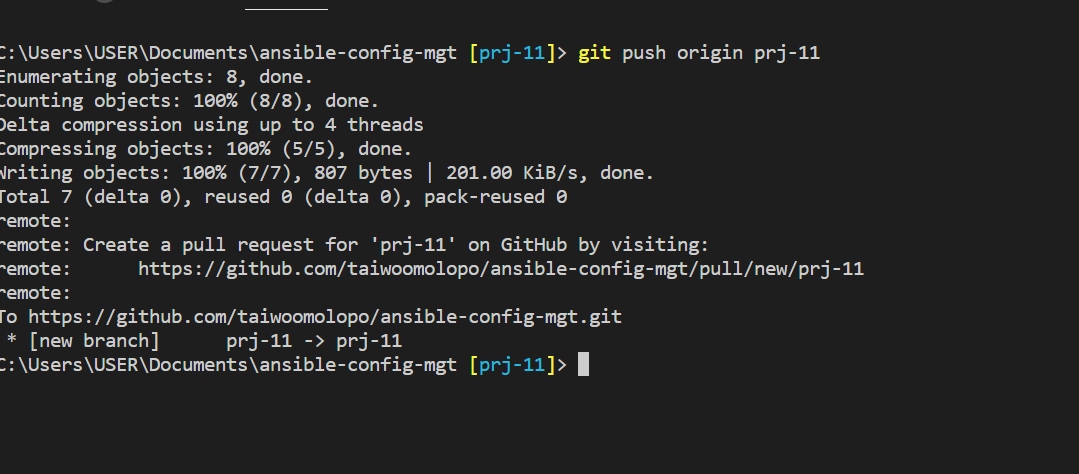 C:\Users\USER\Documents\ansible-config-mgt [prj-11]> git push origin prj-11
Enumerating objects: 8, done.
Counting objects: 100% (8/8), done.
Delta compression using up to 4 threads
Compressing objects: 100% (5/5), done.
Writing objects: 100% (7/7), 807 bytes | 201.00 KiB/s, done.
Total 7 (delta 0), reused 0 (delta 0), pack-reused 0
remote:
remote: Create a pull request for 'prj-11' on GitHub by visiting:
remote:      https://github.com/taiwoomolopo/ansible-config-mgt/pull/new/prj-11
remote:
To https://github.com/taiwoomolopo/ansible-config-mgt.git
 * [new branch]      prj-11 -> prj-11
C:\Users\USER\Documents\ansible-config-mgt [prj-11]>